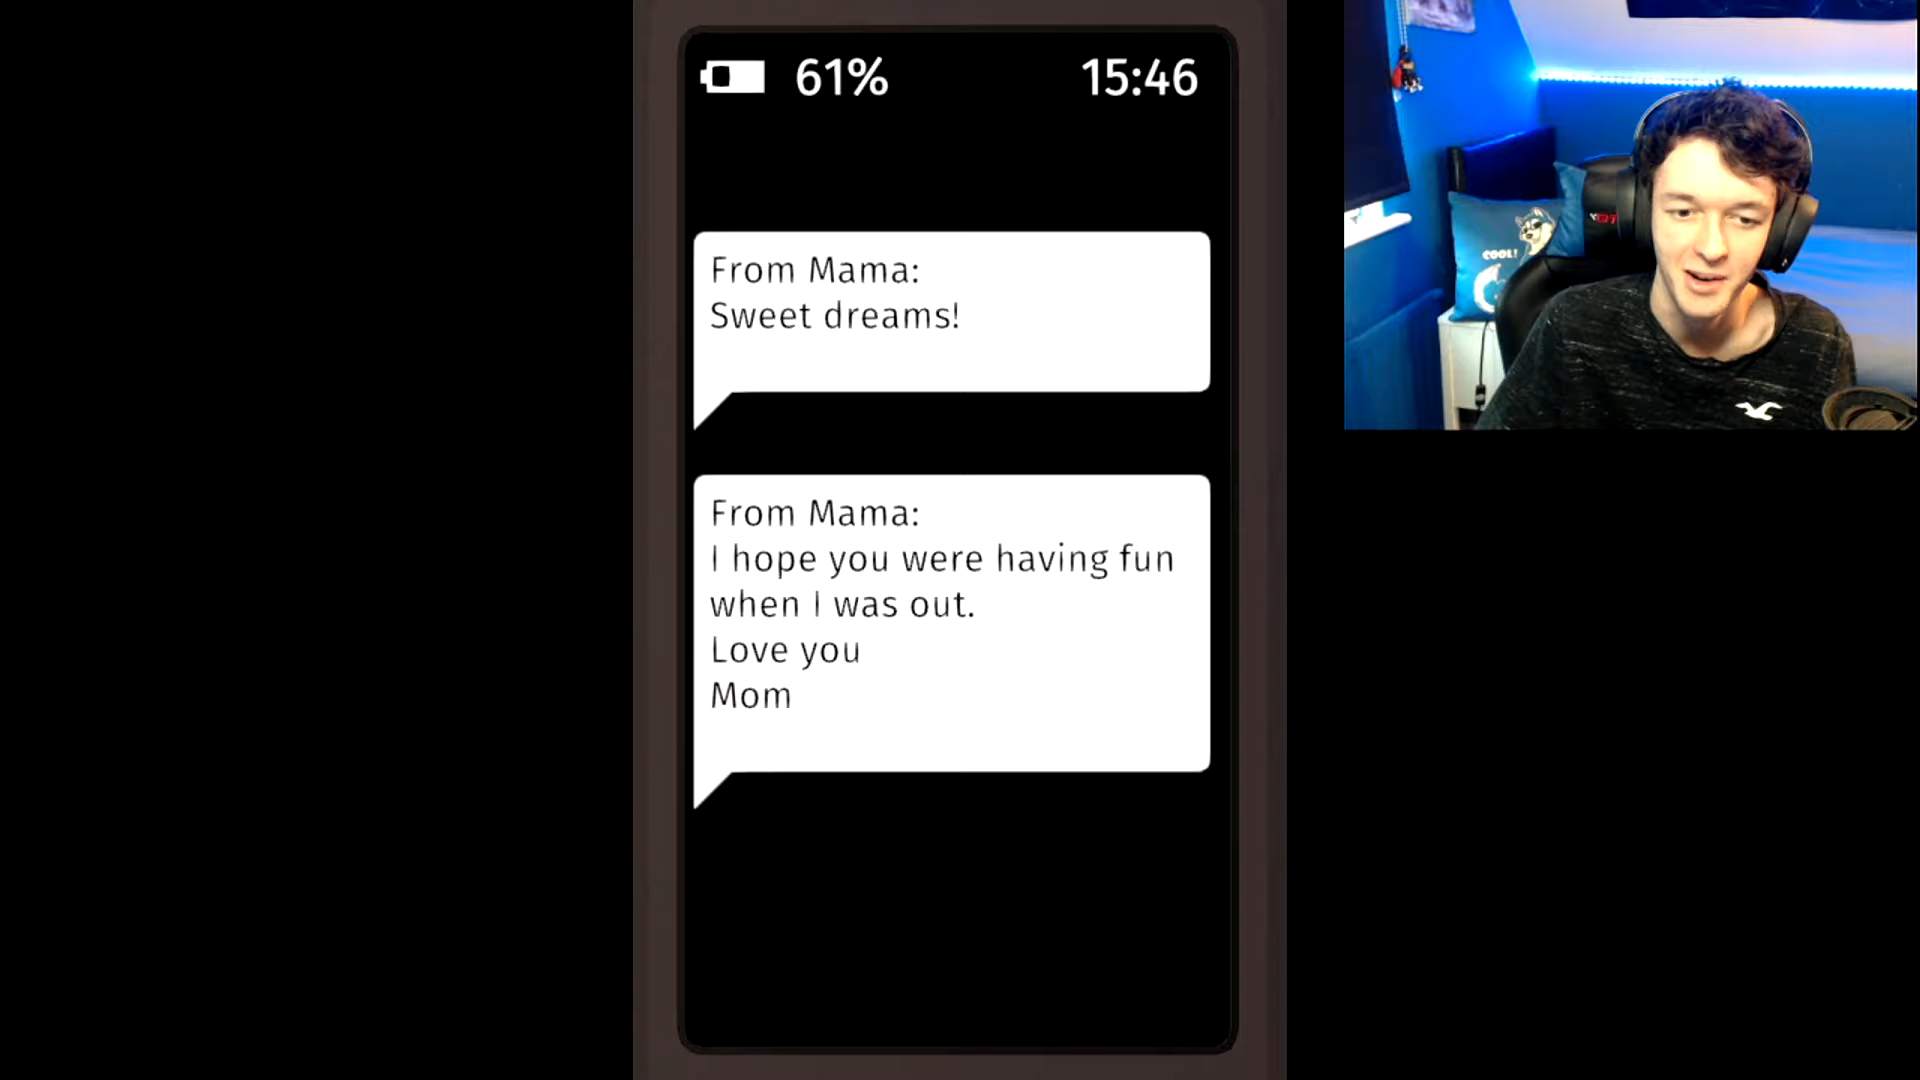 61% 15:46
From Mama:
Sweet dreams!
From Mama:
I hope you were having fun
when I was out.
Love you
Mom
COOL!